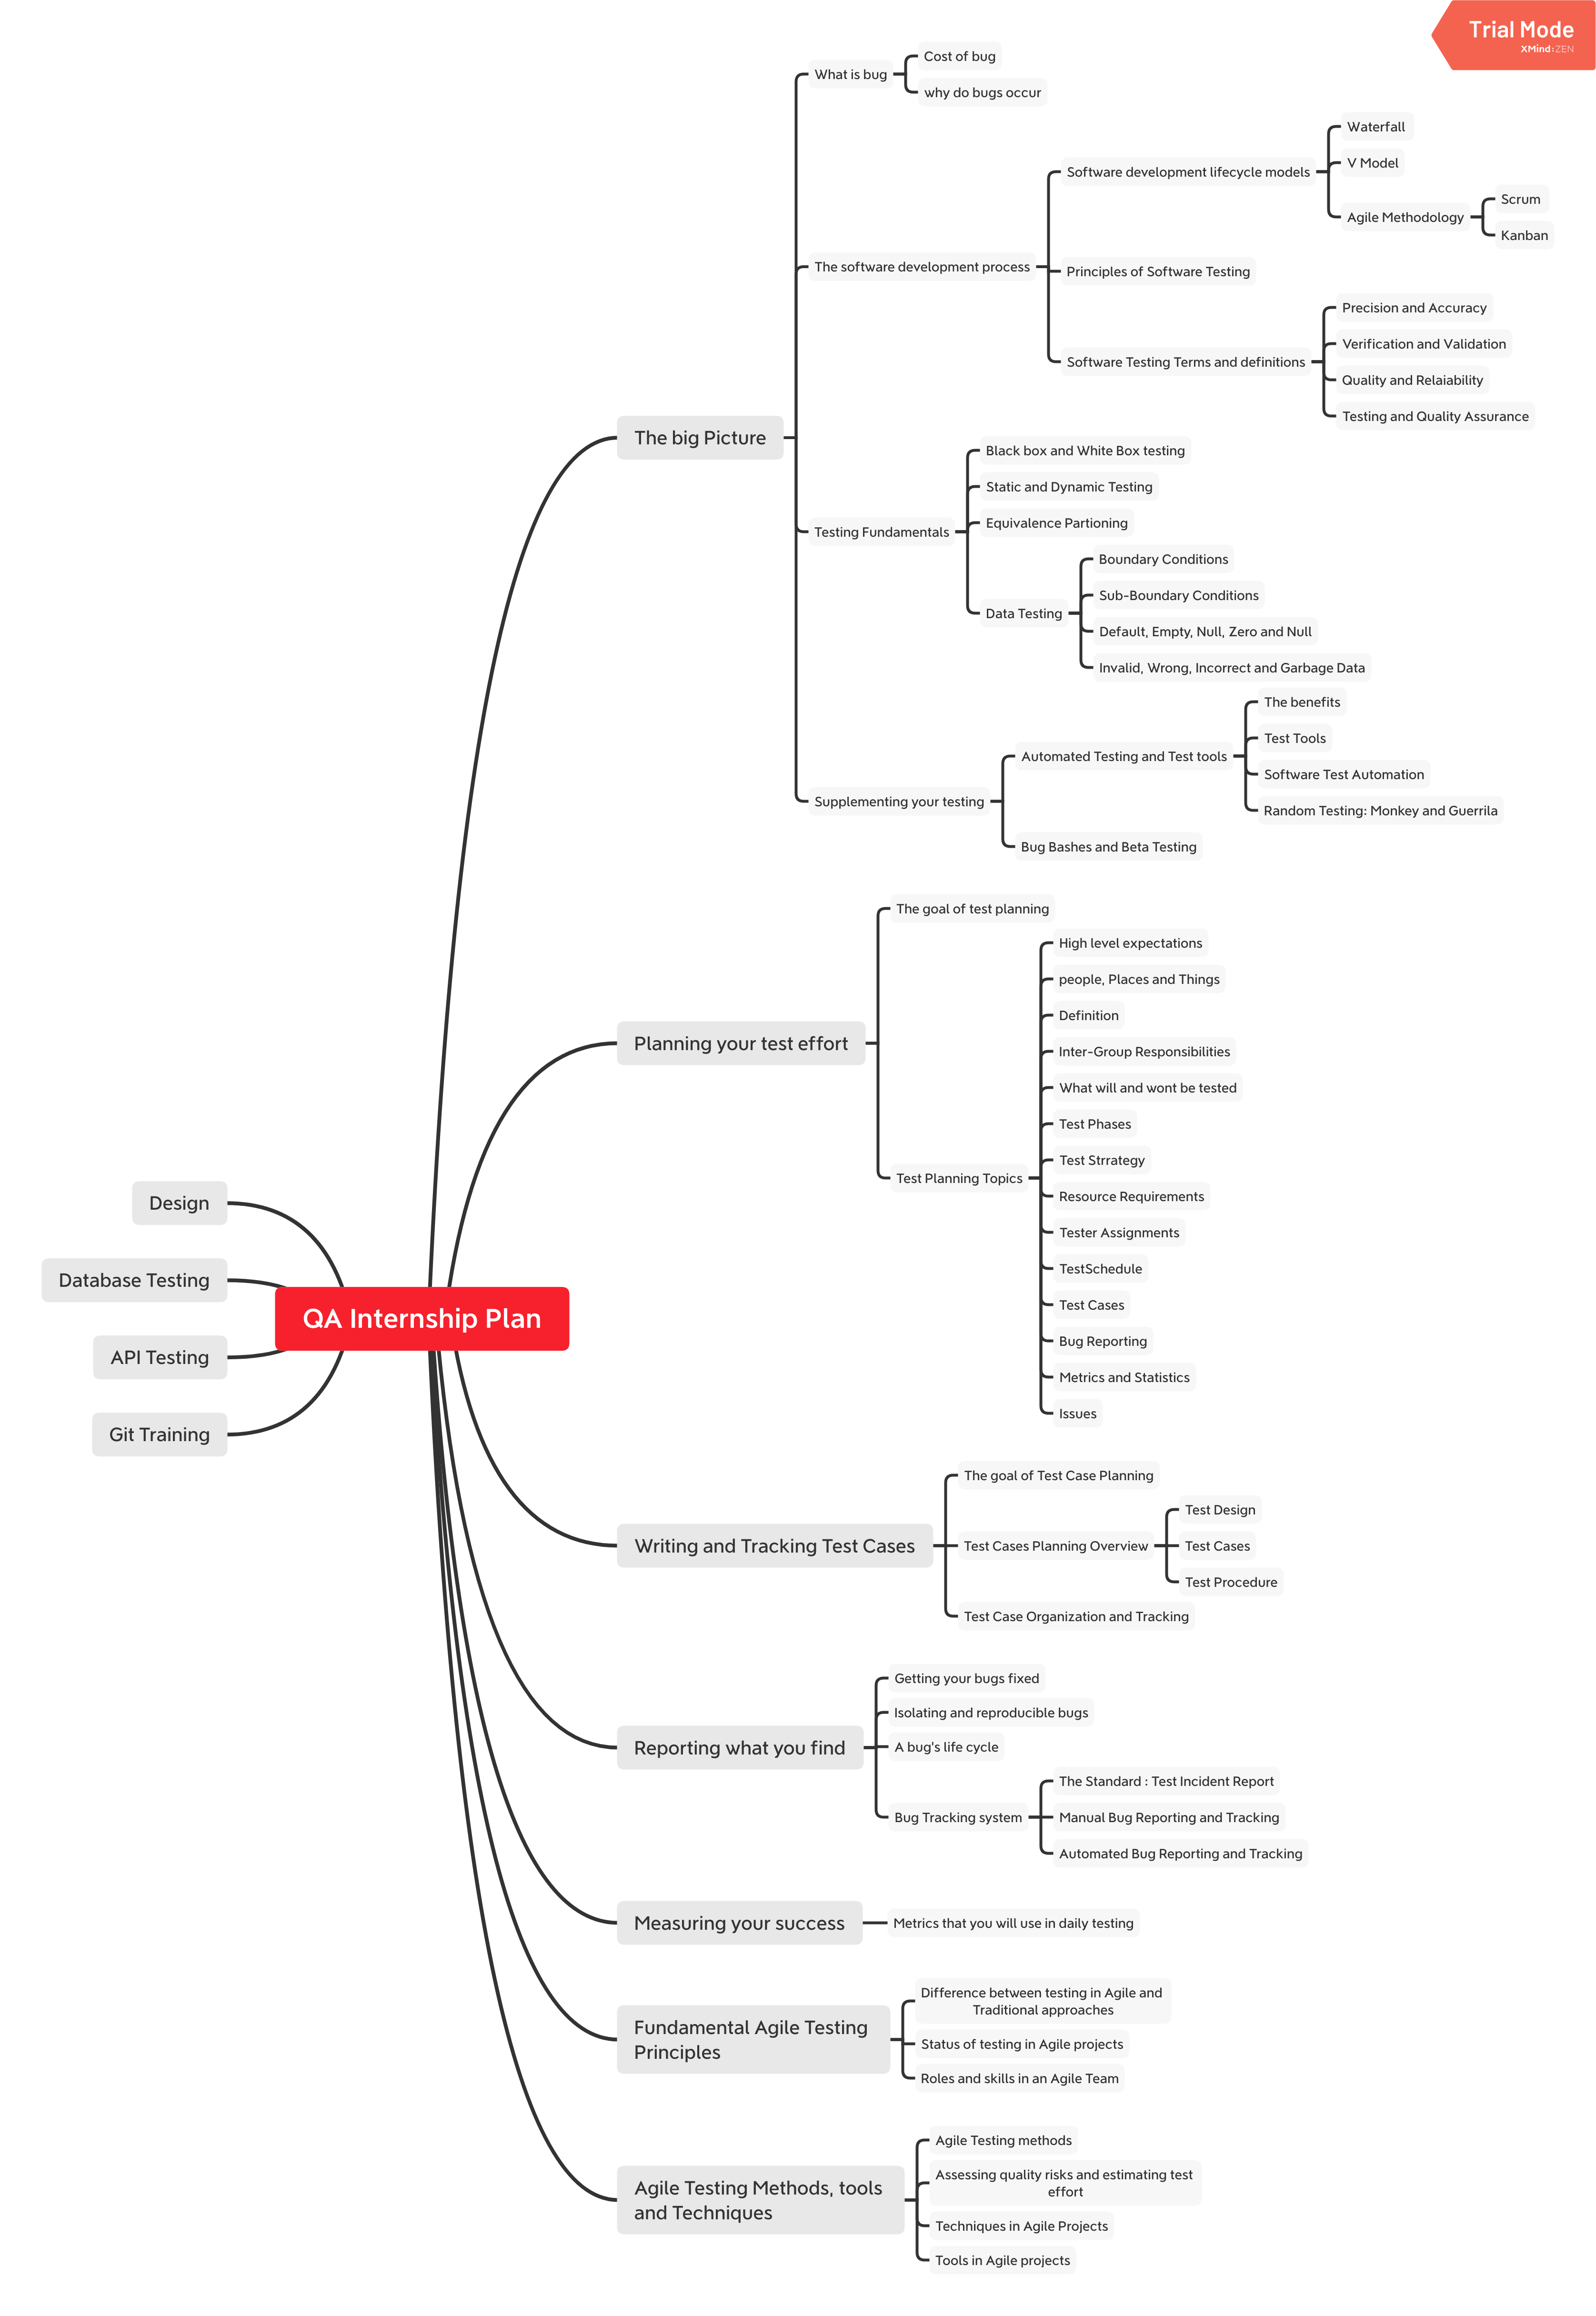 Trial Mode
XMind:ZEN
QA Internship Plan
The big Picture
What is bug
Cost of bug
why do bugs occur
The software development process
Software development lifecycle models
Waterfall
V Model
Agile Methodology
Scrum
Kanban
Principles of Software Testing
Software Testing Terms and definitions
Precision and Accuracy
Verification and Validation
Quality and Relaiability
Testing and Quality Assurance
Testing Fundamentals
Black box and White Box testing
Static and Dynamic Testing
Equivalence Partioning
Data Testing
Boundary Conditions
Sub-Boundary Conditions
Default, Empty, Null, Zero and Null
Invalid, Wrong, Incorrect and Garbage Data
Supplementing your testing
Automated Testing and Test tools
The benefits
Test Tools
Software Test Automation
Random Testing: Monkey and Guerrila
Bug Bashes and Beta Testing
Planning your test effort
The goal of test planning
Test Planning Topics
High level expectations
people, Places and Things
Definition
Inter-Group Responsibilities
What will and wont be tested
Test Phases
Test Strrategy
Resource Requirements
Tester Assignments
TestSchedule
Test Cases
Bug Reporting
Metrics and Statistics
Issues
Writing and Tracking Test Cases
The goal of Test Case Planning
Test Cases Planning Overview
Test Design
Test Cases
Test Procedure
Test Case Organization and Tracking
Reporting what you find
Getting your bugs fixed
Isolating and reproducible bugs
A bug's life cycle
Bug Tracking system
The Standard : Test Incident Report
Manual Bug Reporting and Tracking
Automated Bug Reporting and Tracking
Measuring your success
Metrics that you will use in daily testing
Fundamental Agile Testing
Principles
Difference between testing in Agile and
Traditional approaches
Status of testing in Agile projects
Roles and skills in an Agile Team
Agile Testing Methods, tools
and Techniques
Agile Testing methods
Assessing quality risks and estimating test
effort
Techniques in Agile Projects
Tools in Agile projects
Design
Database Testing
API Testing
Git Training